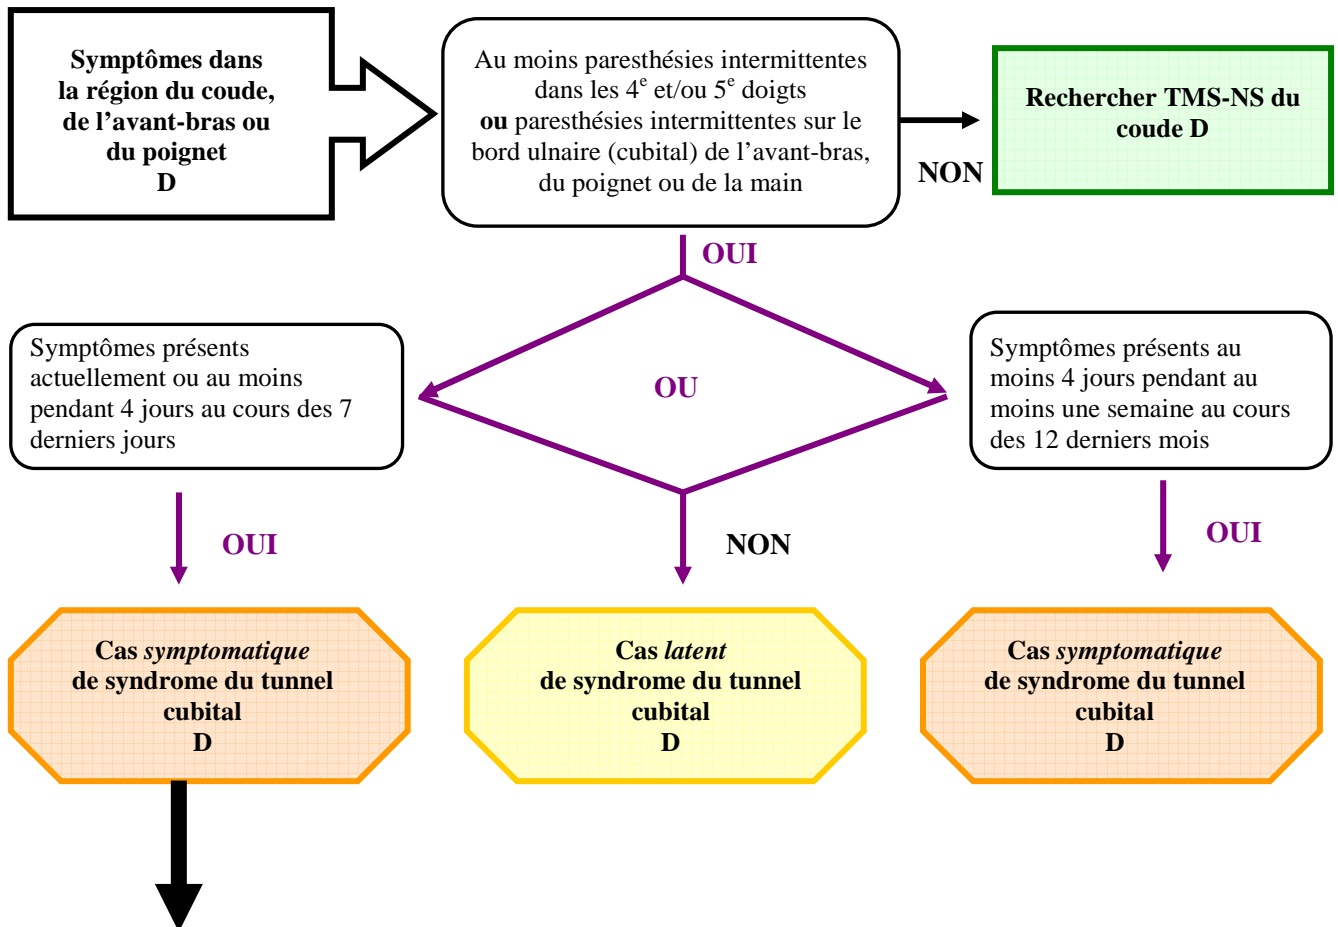 Symptômes dans
la région du coude,
de l'avant-bras ou
du poignet
D
Au moins paresthésies intermittentes
dans les 4e et/ou 5e doigts
ou paresthésies intermittentes sur le
bord ulnaire (cubital) de l'avant-bras,
du poignet ou de la main
Rechercher TMS-NS du
coude D
NON
OUI
Symptômes présents
actuellement ou au moins
pendant 4 jours au cours des 7
derniers jours
OU
Symptômes présents au
moins 4 jours pendant au
moins une semaine au cours
des 12 derniers mois
OUI
NON
OUI
Cas symptomatique
de syndrome du tunnel
cubital
D
Cas latent
de syndrome du tunnel
cubital
D
Cas symptomatique
de syndrome du tunnel
cubital
D